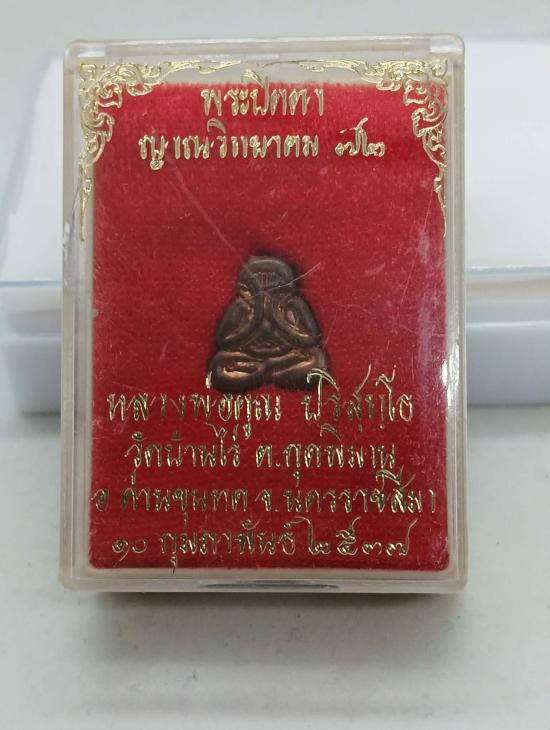 พระปิดตา
ญาณวิทยาคม ๗๒
หลวงพ่อคูณ ปริสุทฺโธ
วัดบ้านไร่ ต.กุดพิมาน
อ ด่านขุนทด จ.นครราชสีมา
๑๐ กุมภาพันธ์ ๒๕๓๗